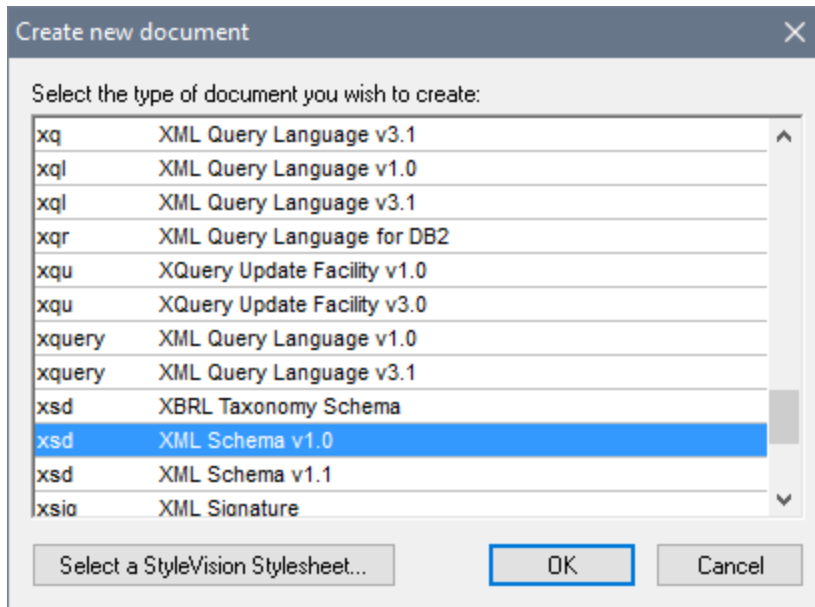 Create new document
Select the type of document you wish to create:
xq XML Query Language v3.1
xql XML Query Language v1.0
xql XML Query Language v3.1
xqr XML Query Language for DB2
xqu XQuery Update Facility v1.0
xqu XQuery Update Facility v3.0
xquery XML Query Language v1.0
xquery XML Query Language v3.1
xsd XBRL Taxonomy Schema
xsd XML Schema v1.0
xsd XML Schema v1.1
xsig XML Signature
Select a StyleVision Stylesheet... OK Cancel